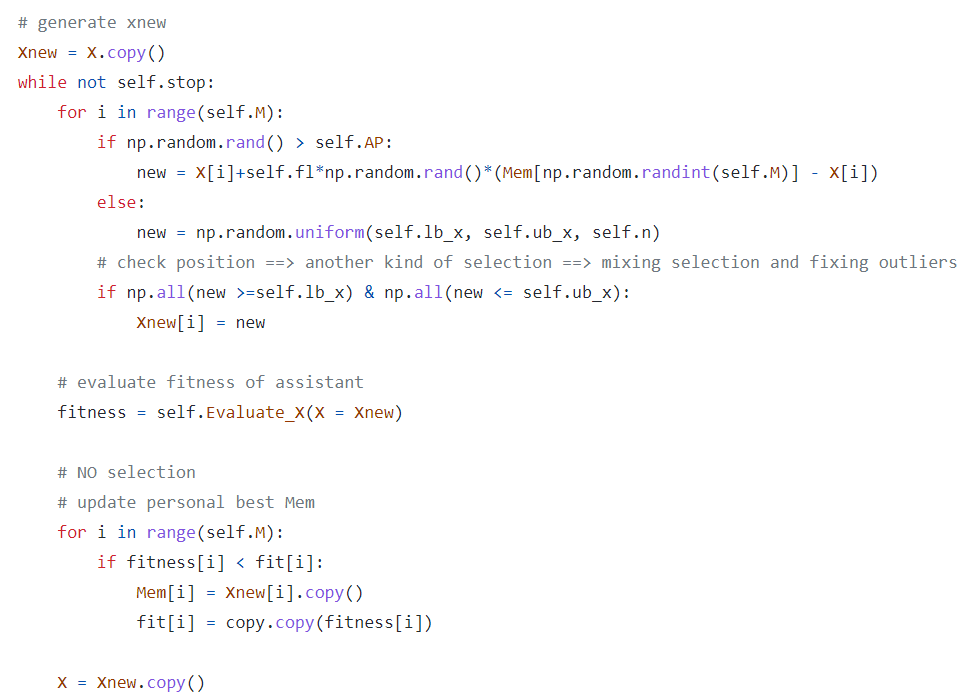 # generate xnew
Xnew = X.copy()
while not self.stop:
    for i in range(self.M):
        if np.random.rand() > self.AP:
            new = X[i]+self.fl*np.random.rand()*(Mem[np.random.randint(self.M)] - X[i])
        else:
            new = np.random.uniform(self.lb_x, self.ub_x, self.n)
        # check position ==> another kind of selection ==> mixing selection and fixing outliers
        if np.all(new >=self.lb_x) & np.all(new <= self.ub_x):
            Xnew[i] = new

    # evaluate fitness of assistant
    fitness = self.Evaluate_X(X = Xnew)

    # NO selection
    # update personal best Mem
    for i in range(self.M):
        if fitness[i] < fit[i]:
            Mem[i] = Xnew[i].copy()
            fit[i] = copy.copy(fitness[i])

    X = Xnew.copy()